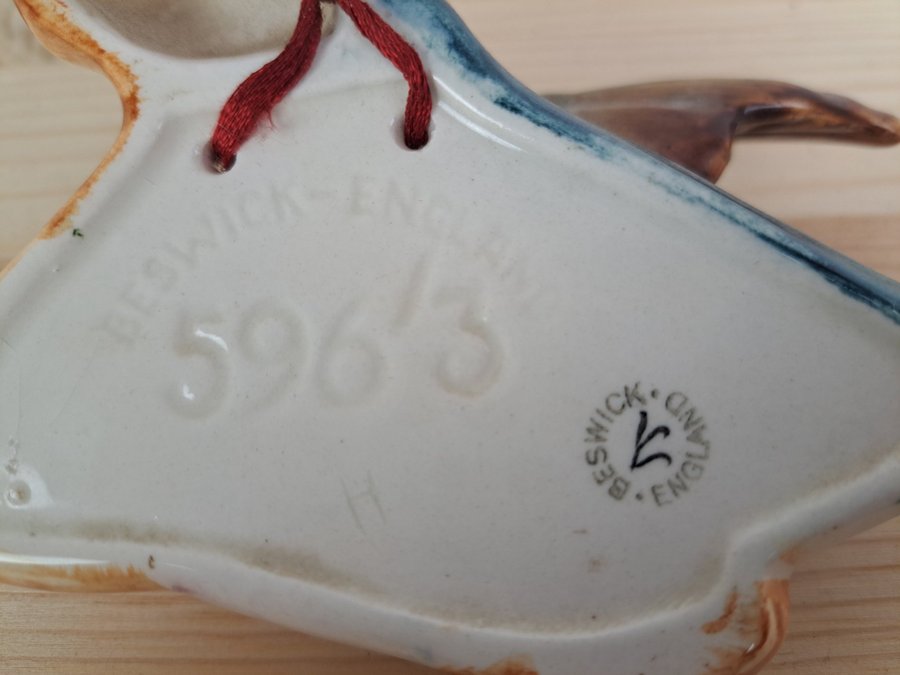 BESWICK-ENGLAND
596/3
H
BESWICK · ENGLAND ·